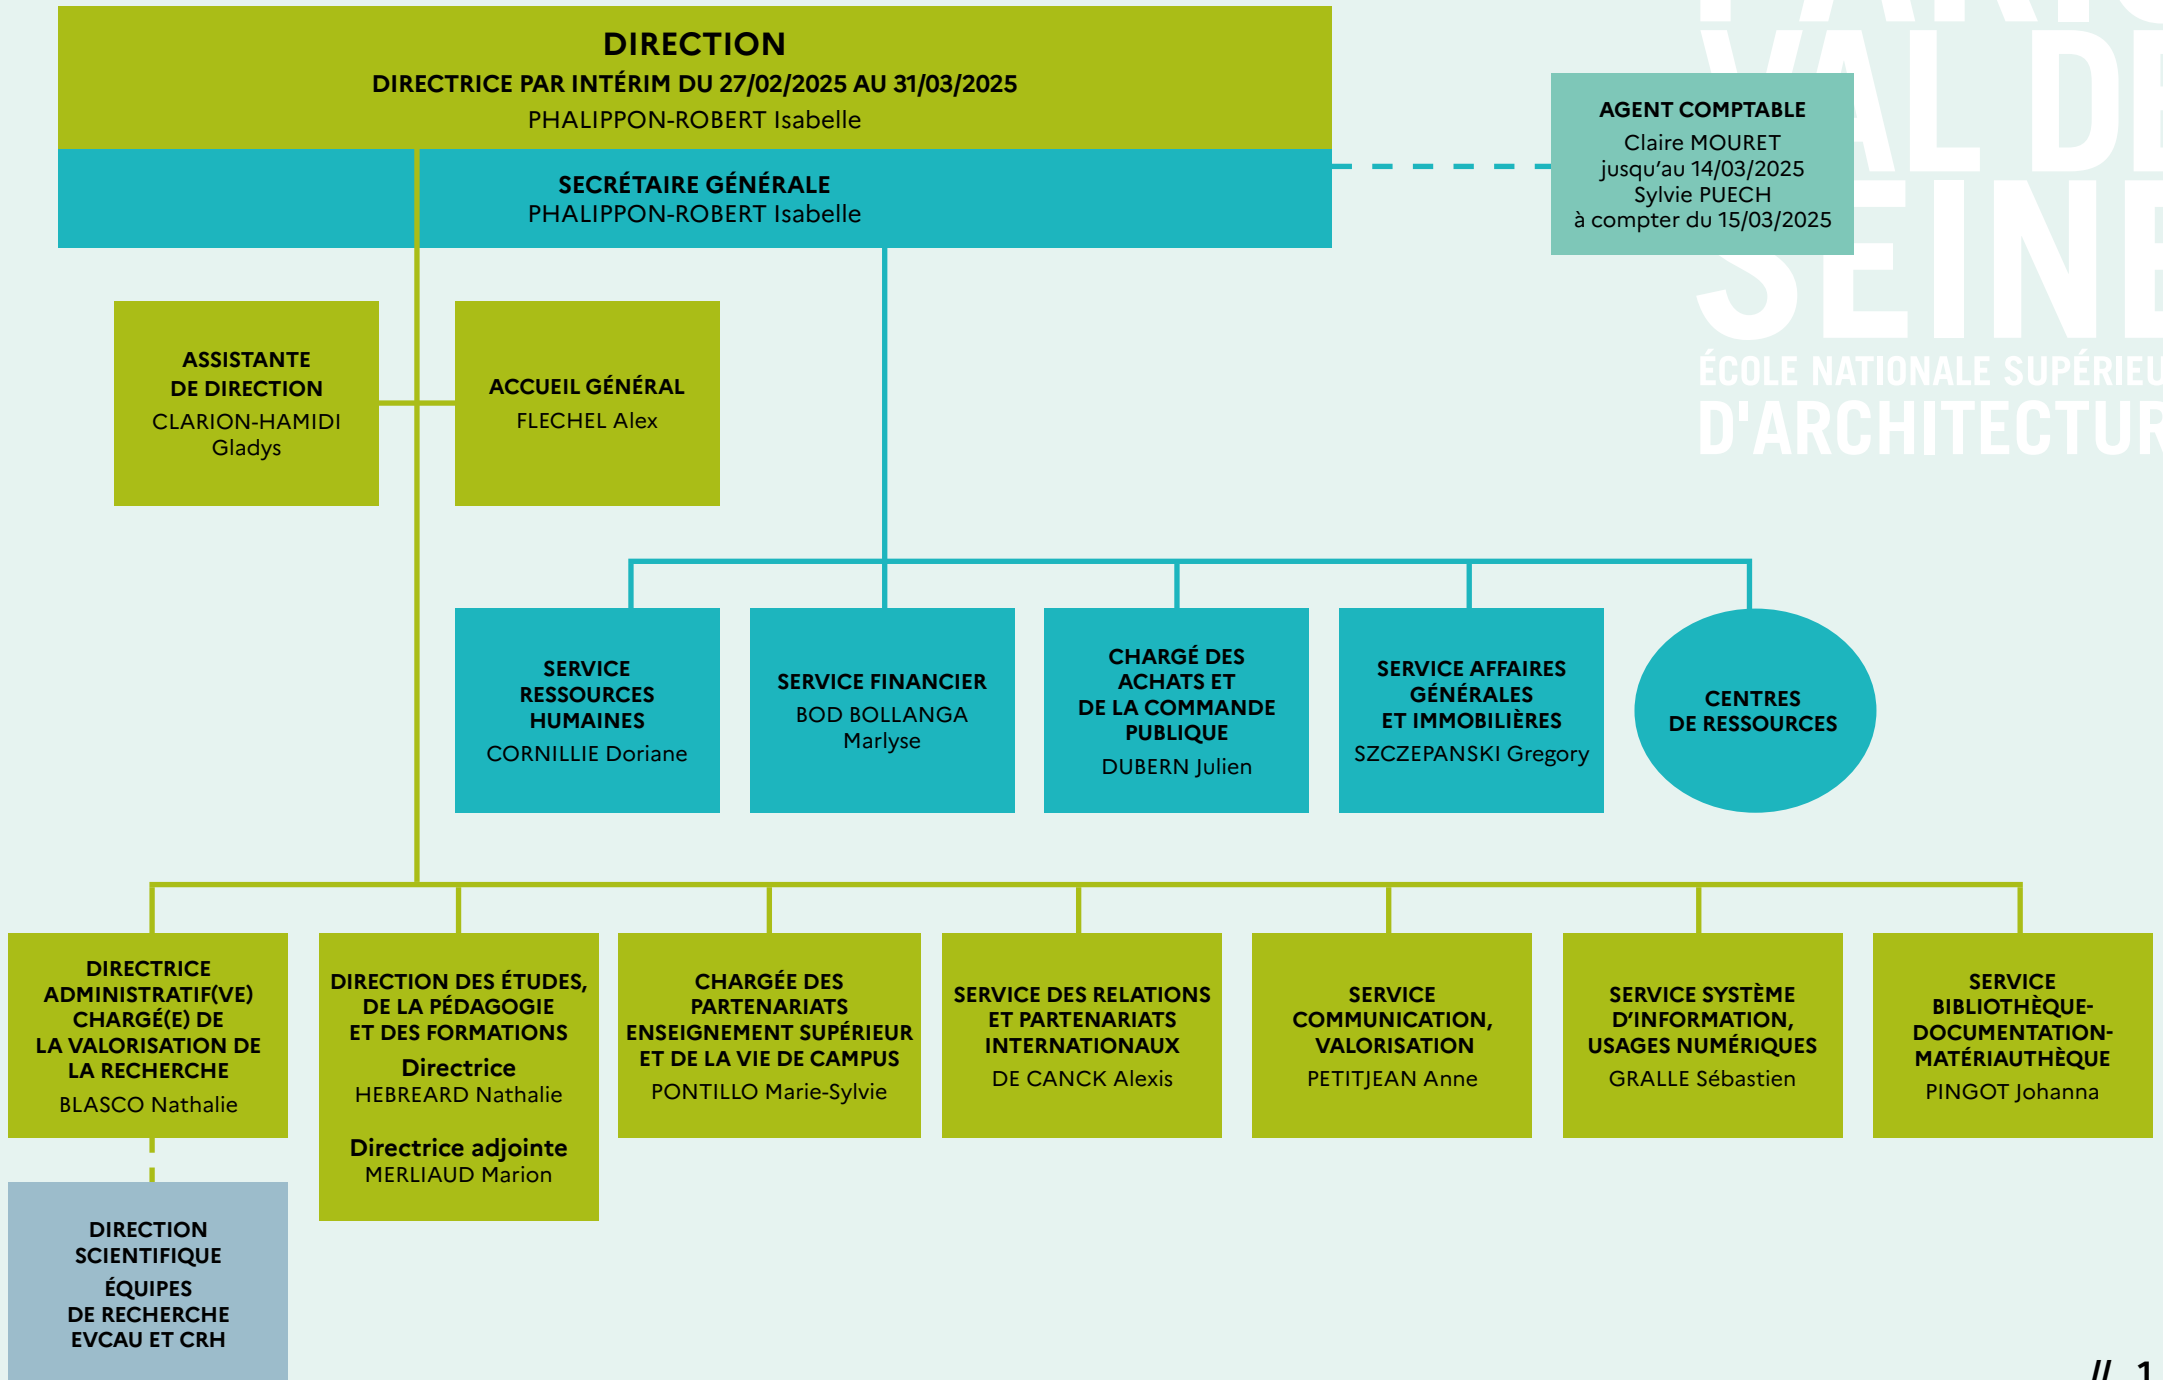 DIRECTION
DIRECTRICE PAR INTÉRIM DU 27/02/2025 AU 31/03/2025
PHALIPPON-ROBERT Isabelle
SECRÉTAIRE GÉNÉRALE
PHALIPPON-ROBERT Isabelle
AGENT COMPTABLE
Claire MOURET
jusqu'au 14/03/2025
Sylvie PUECH
à compter du 15/03/2025
VAL DE
SEINE
ÉCOLE NATIONALE
D'
ASSISTANTE
DE DIRECTION
CLARION-HAMIDI
Gladys
ACCUEIL GÉNÉRAL
FLECHEL Alex
SERVICE
RESSOURCES
HUMAINES
CORNILLIE Doriane
SERVICE FINANCIER
BOD BOLLANGA
Marlyse
CHARGÉ DES
ACHATS ET
DE LA COMMANDE
PUBLIQUE
DUBERN Julien
SERVICE AFFAIRES
GÉNÉRALES
ET IMMOBILIÈRES
SZCZEPANSKI Gregory
CENTRES
DE RESSOURCES
DIRECTRICE
ADMINISTRATIF(VE)
CHARGÉ(E) DE
LA VALORISATION DE
LA RECHERCHE
BLASCO Nathalie
DIRECTION DES ÉTUDES,
DE LA PÉDAGOGIE
ET DES FORMATIONS
Directrice
HEBREARD Nathalie
Directrice adjointe
MERLIAUD Marion
CHARGÉE DES
PARTENARIATS
ENSEIGNEMENT SUPÉRIEUR
ET DE LA VIE DE CAMPUS
PONTILLO Marie-Sylvie
SERVICE DES RELATIONS
ET PARTENARIATS
INTERNATIONAUX
DE CANCK Alexis
SERVICE
COMMUNICATION,
VALORISATION
PETITJEAN Anne
SERVICE SYSTÈME
D'INFORMATION,
USAGES NUMÉRIQUES
GRALLE Sébastien
SERVICE
BIBLIOTHÈQUE-
DOCUMENTATION-
MATÉRIAUTHÈQUE
PINGOT Johanna
DIRECTION
SCIENTIFIQUE
ÉQUIPES
DE RECHERCHE
EVCAU ET CRH
// 1